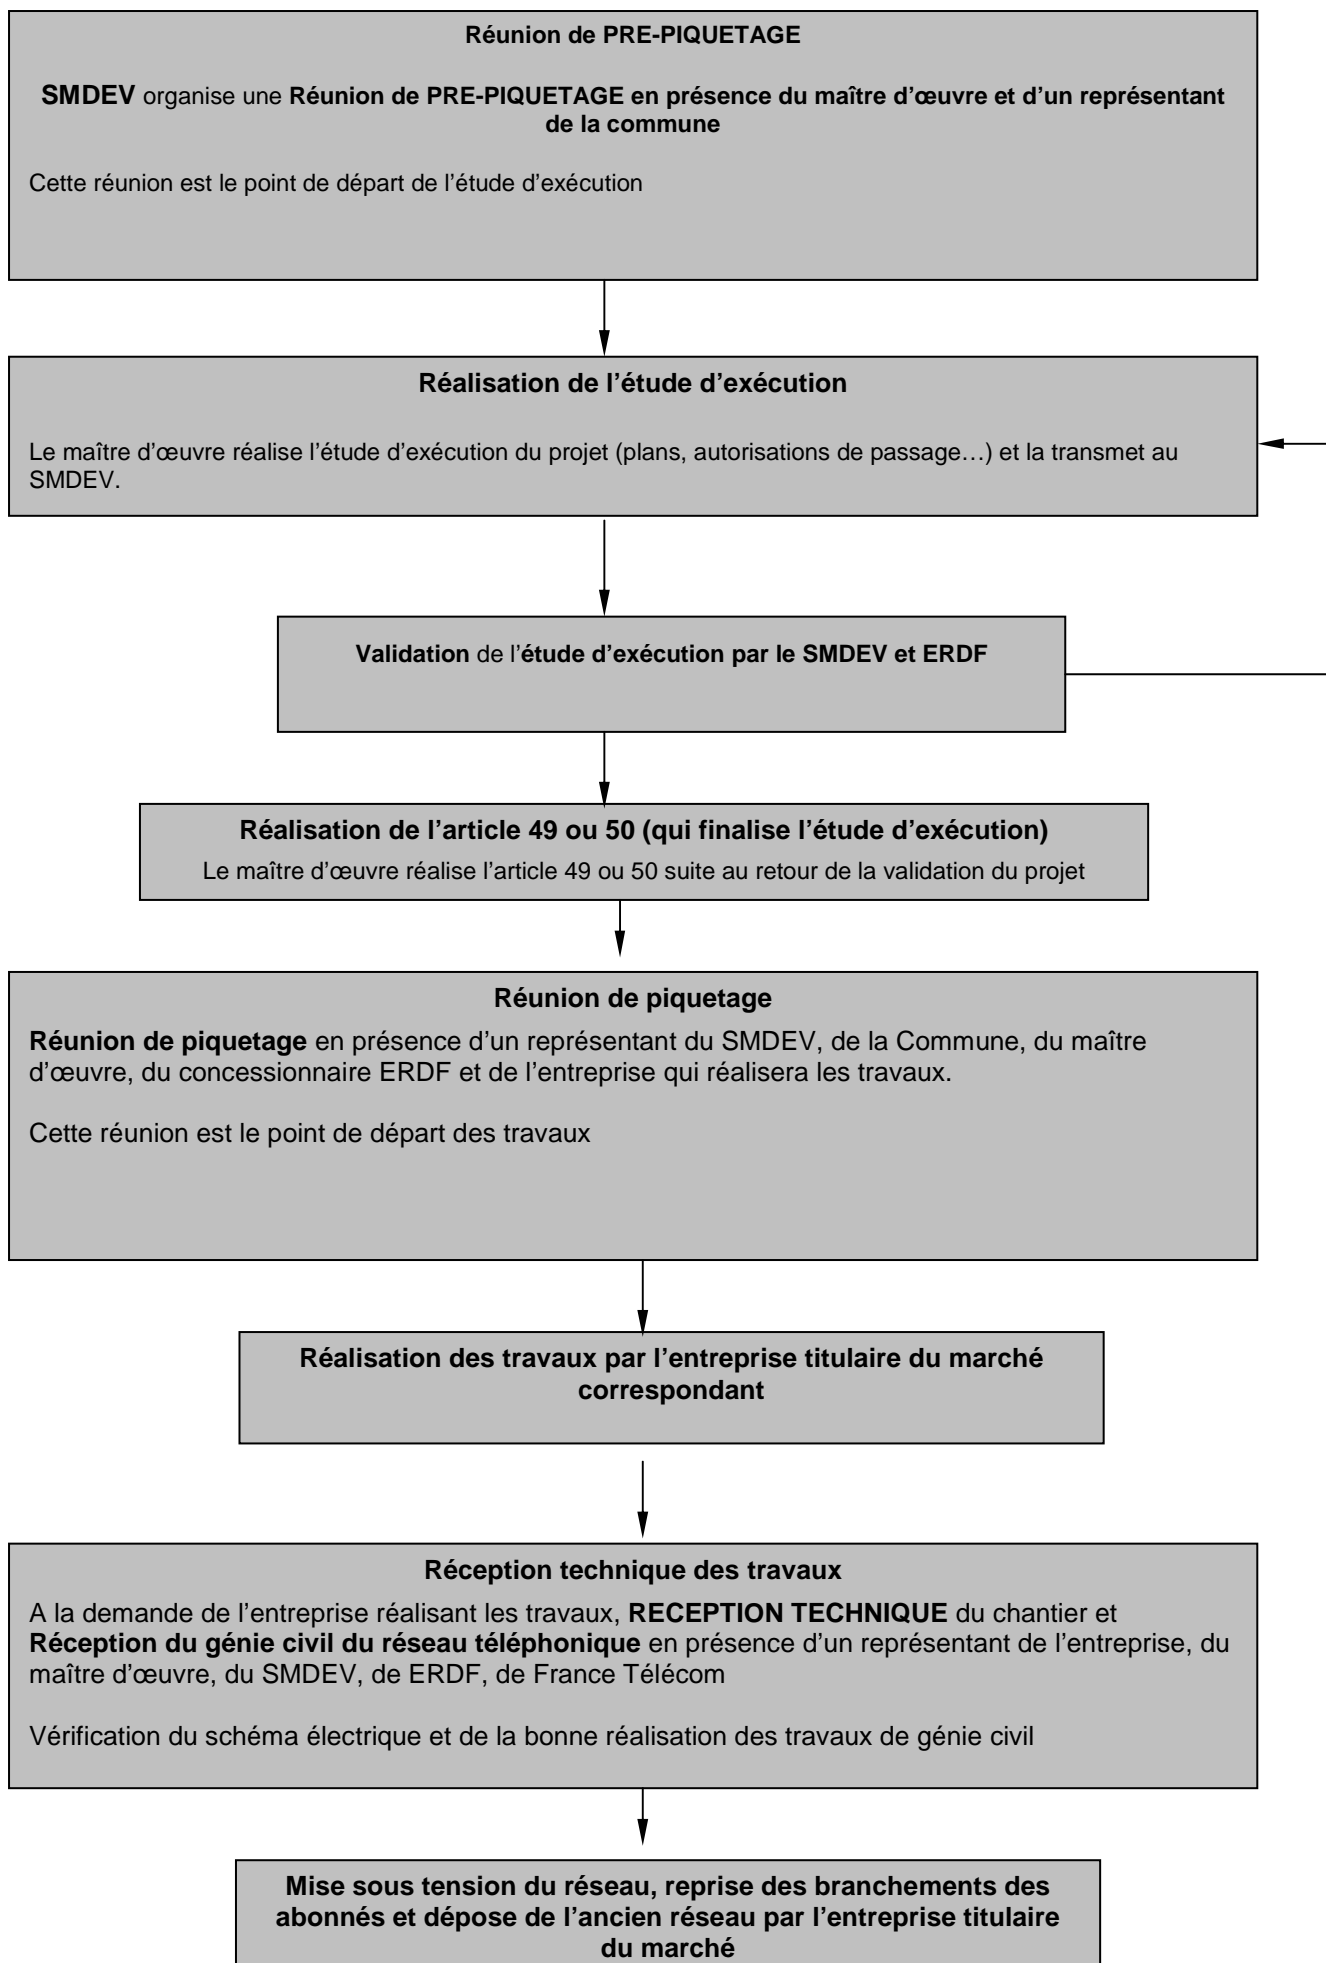 Réunion de PRE-PIQUETAGE
SMDEV organise une Réunion de PRE-PIQUETAGE en présence du maître d'œuvre et d'un représentant
de la commune
Cette réunion est le point de départ de l'étude d'exécution
Réalisation de l'étude d'exécution
Le maître d'œuvre réalise l'étude d'exécution du projet (plans, autorisations de passage…) et la transmet au
SMDEV.
Validation de l'étude d'exécution par le SMDEV et ERDF
Réalisation de l'article 49 ou 50 (qui finalise l'étude d'exécution)
Le maître d'œuvre réalise l'article 49 ou 50 suite au retour de la validation du projet
Réunion de piquetage
Réunion de piquetage en présence d'un représentant du SMDEV, de la Commune, du maître
d'œuvre, du concessionnaire ERDF et de l'entreprise qui réalisera les travaux.
Cette réunion est le point de départ des travaux
Réalisation des travaux par l'entreprise titulaire du marché
correspondant
Réception technique des travaux
A la demande de l'entreprise réalisant les travaux, RECEPTION TECHNIQUE du chantier et
Réception du génie civil du réseau téléphonique en présence d'un représentant de l'entreprise, du
maître d'œuvre, du SMDEV, de ERDF, de France Télécom
Vérification du schéma électrique et de la bonne réalisation des travaux de génie civil
Mise sous tension du réseau, reprise des branchements des
abonnés et dépose de l'ancien réseau par l'entreprise titulaire
du marché